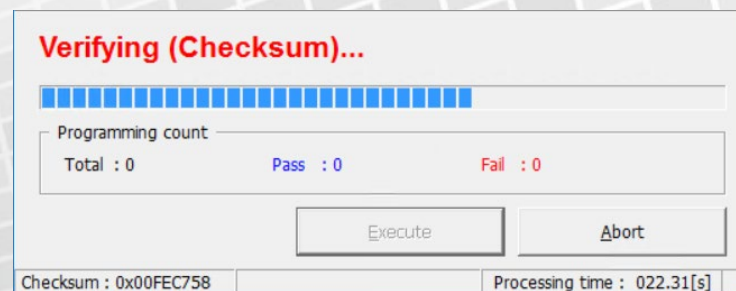 Verifying (Checksum)...
Programming count
Total : 0 Pass : 0 Fail : 0
Execute Abort
Checksum : 0x00FEC758 Processing time : 022.31[s]